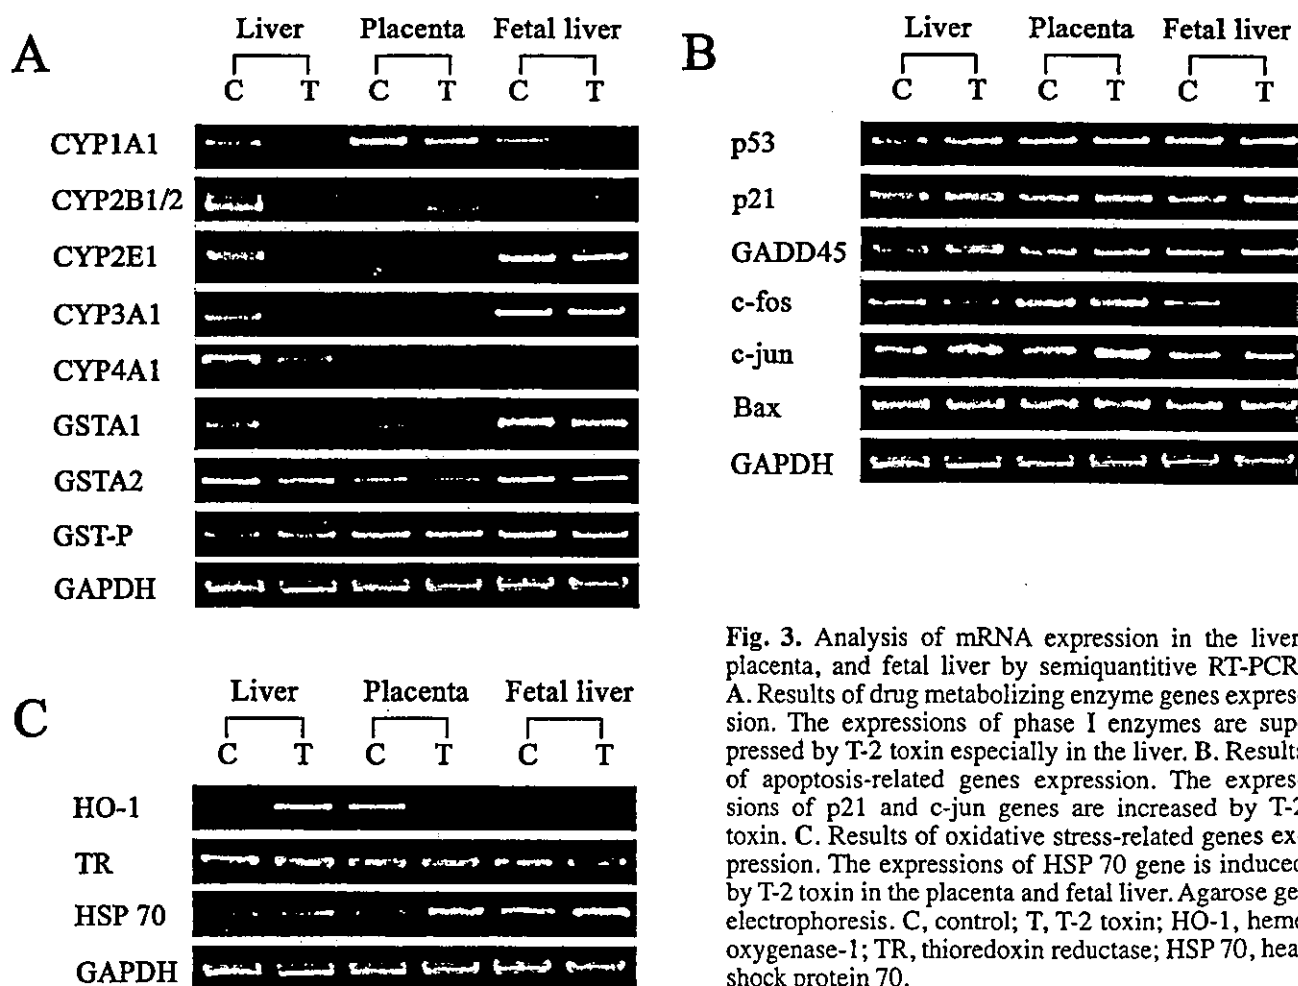 A
Liver Placenta Fetal liver
C T C T C T
CYP1A1
CYP2B1/2
CYP2E1
CYP3A1
CYP4A1
GSTA1
GSTA2
GST-P
GAPDH
B
Liver Placenta Fetal liver
C T C T C T
p53
p21
GADD45
c-fos
c-jun
Bax
GAPDH
C
Liver Placenta Fetal liver
C T C T C T
HO-1
TR
HSP 70
GAPDH
Fig. 3. Analysis of mRNA expression in the liver
placenta, and fetal liver by semiquantitive RT-PCR
A. Results of drug metabolizing enzyme genes expres-
sion. The expressions of phase I enzymes are sup-
pressed by T-2 toxin especially in the liver. B. Results
of apoptosis-related genes expression. The expres-
sions of p21 and c-jun genes are increased by T-2
toxin. C. Results of oxidative stress-related genes ex-
pression. The expressions of HSP 70 gene is induced
by T-2 toxin in the placenta and fetal liver. Agarose ge
electrophoresis. C, control; T, T-2 toxin; HO-1, heme
oxygenase-1; TR, thioredoxin reductase; HSP 70, hea
shock protein 70.